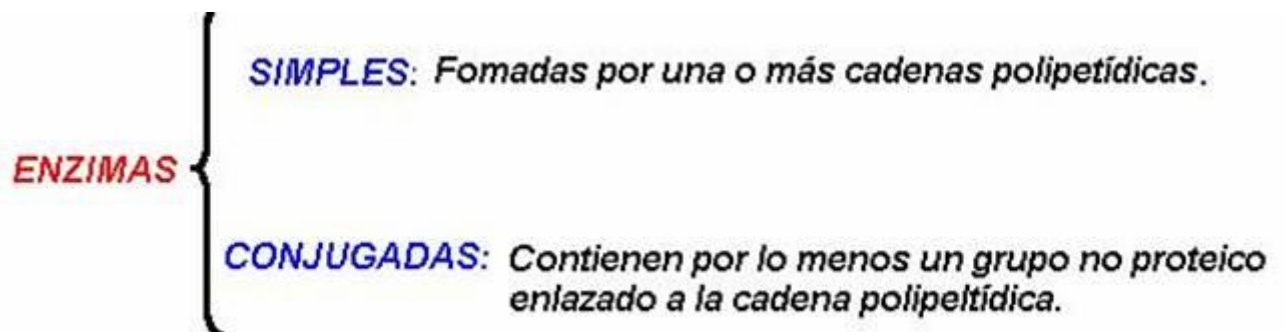 SIMPLES: Fomadas por una o más cadenas polipetídicas.
ENZIMAS
CONJUGADAS: Contienen por lo menos un grupo no proteico
enlazado a la cadena polipeltídica.